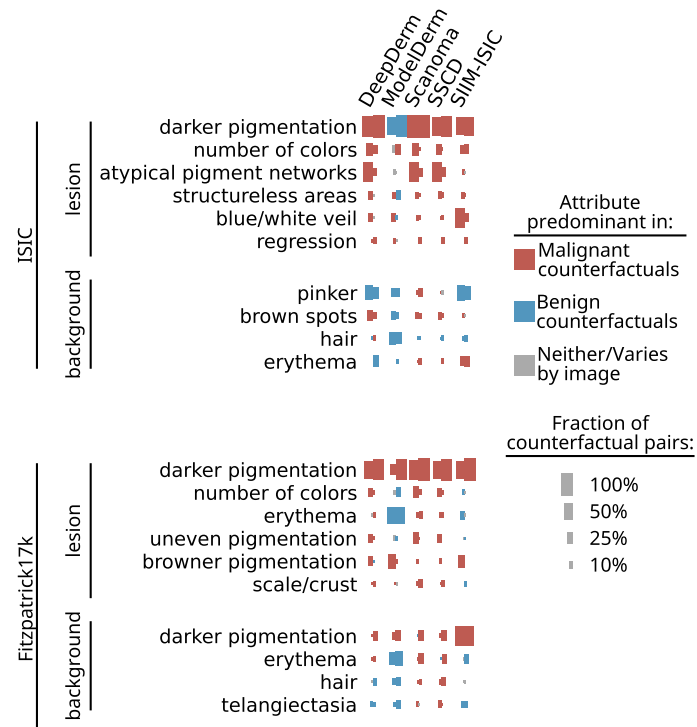 DeepDerm
ModelDerm
Scanoma
SSCD
SIIM-ISIC
ISIC
lesion
darker pigmentation
number of colors
atypical pigment networks
structureless areas
blue/white veil
regression
background
pinker
brown spots
hair
erythema
Attribute
predominant in:
Malignant
counterfactuals
Benign
counterfactuals
Neither/Varies
by image
Fraction of
counterfactual pairs:
100%
50%
25%
10%
Fitzpatrick17k
lesion
darker pigmentation
number of colors
erythema
uneven pigmentation
browner pigmentation
scale/crust
background
darker pigmentation
erythema
hair
telangiectasia